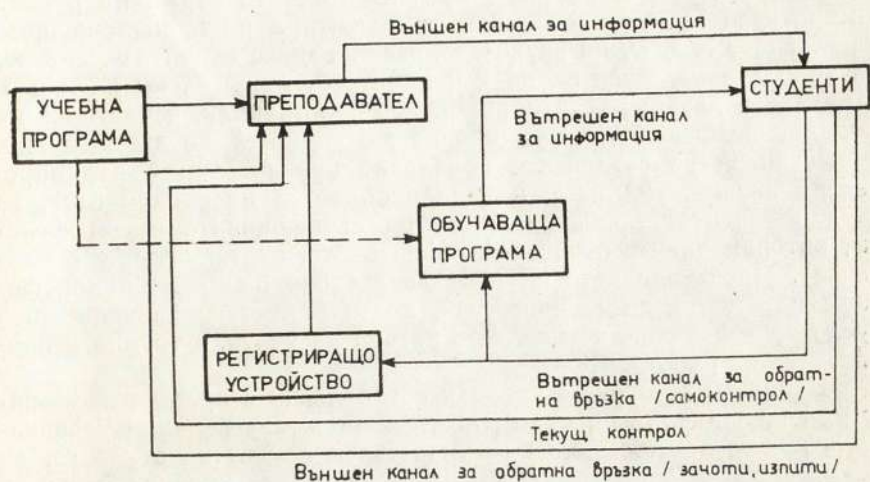 Външен канал за информация
УЧЕБНА
ПРОГРАМА
ПРЕПОДАВАТЕЛ
СТУДЕНТИ
Вътрешен канал
за информация
ОБУЧАВАЩА
ПРОГРАМА
РЕГИСТРИРАЩО
УСТРОЙСТВО
Вътрешен канал за обрат-
на връзка /самоконтрол/
Текущ контрол
Външен канал за обратна връзка / зачоти, изпити /